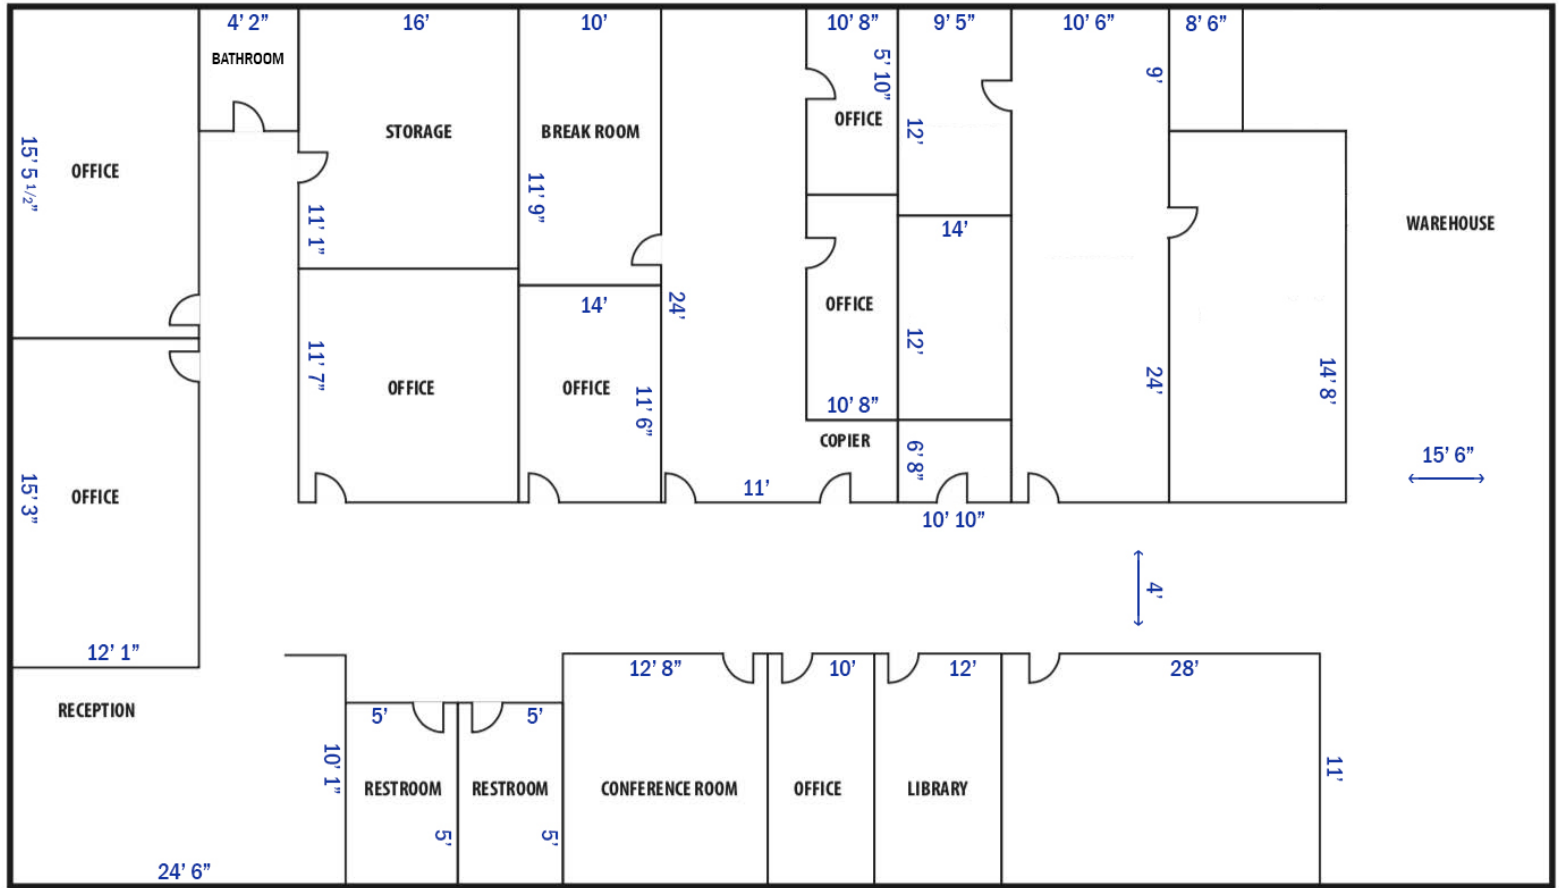 4’ 2”
16’
10’
10’ 8”
9’ 5”
10’ 6”
8’ 6”
BATHROOM
5’ 10”
9’
OFFICE
12’
STORAGE
BREAK ROOM
15’ 5 1/2”
OFFICE
11’ 9”
11’ 1”
14’
WAREHOUSE
24’
14’
OFFICE
12’
11’ 7”
OFFICE
OFFICE
11’ 6”
24’
14’ 8’
10’ 8”
COPIER
6’ 8”
15’ 6”
15’ 3”
OFFICE
11’
10’ 10”
4’
12’ 1”
12’ 8”
10’
12’
28’
RECEPTION
5’
5’
10’ 1”
RESTROOM
RESTROOM
CONFERENCE ROOM
OFFICE
LIBRARY
11’
5’
5’
24’ 6”